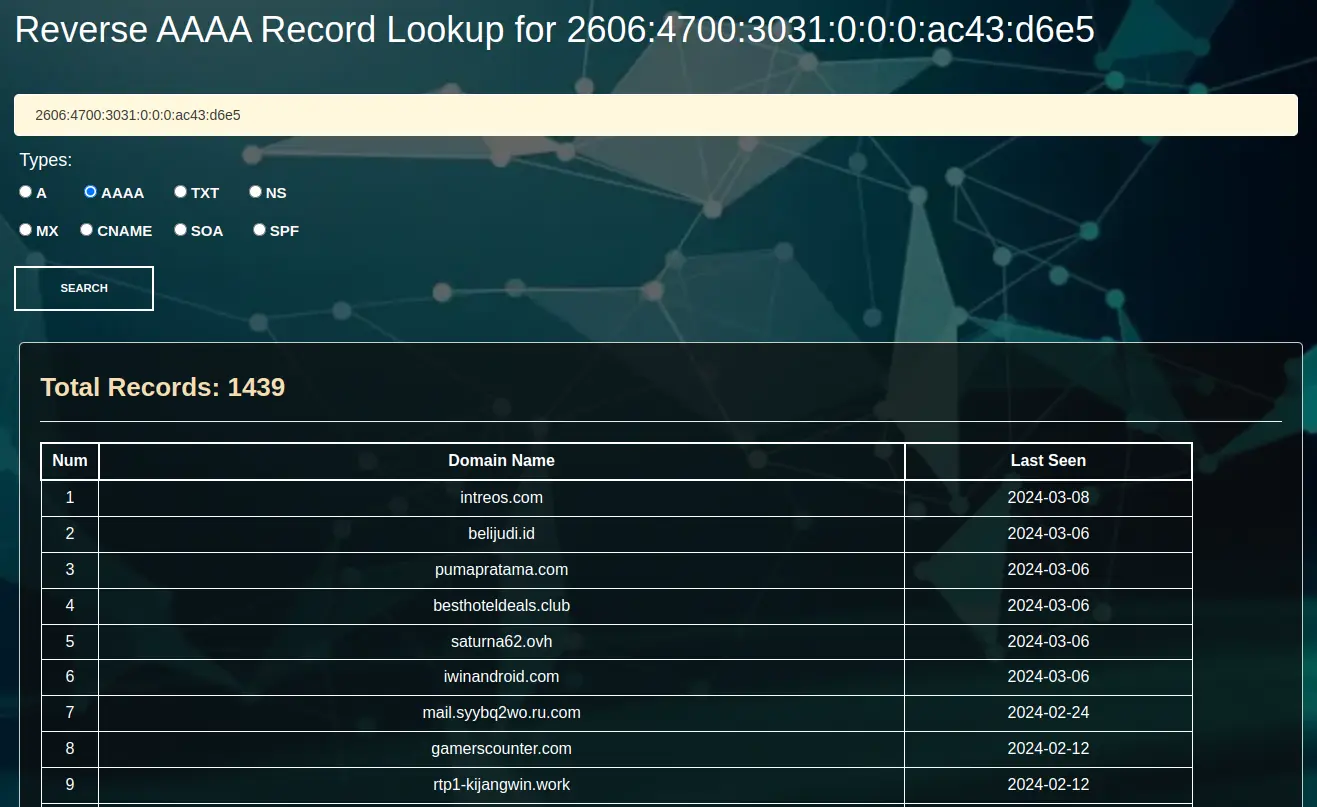 Reverse AAAA Record Lookup for 2606:4700:3031:0:0:0:ac43:d6e5
2606:4700:3031:0:0:0:ac43:d6e5
Types:
A AAAA TXT NS
MX CNAME SOA SPF
SEARCH
Total Records: 1439
Num Domain Name Last Seen
1 intreos.com 2024-03-08
2 belijudi.id 2024-03-06
3 pumapratama.com 2024-03-06
4 besthoteldeals.club 2024-03-06
5 saturna62.ovh 2024-03-06
6 iwinandroid.com 2024-03-06
7 mail.syybq2wo.ru.com 2024-02-24
8 gamerscounter.com 2024-02-12
9 rtp1-kijangwin.work 2024-02-12